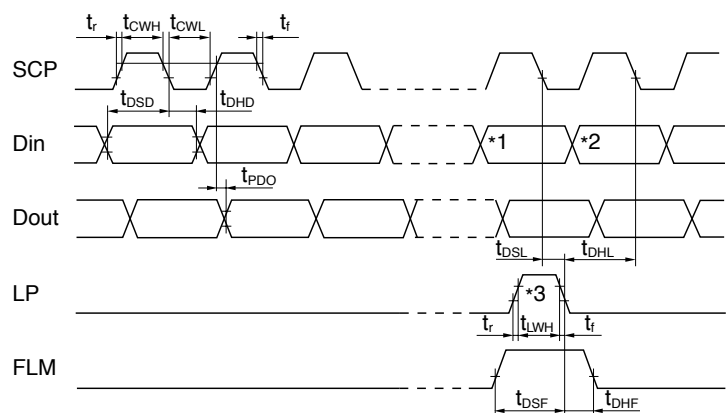 tr tCWH tCWL tf
SCP
tDSD tDHD
Din *1 *2
tPDO
Dout
tDSL tDHL
LP *3
tr tLWH tf
FLM
tDSF tDHF